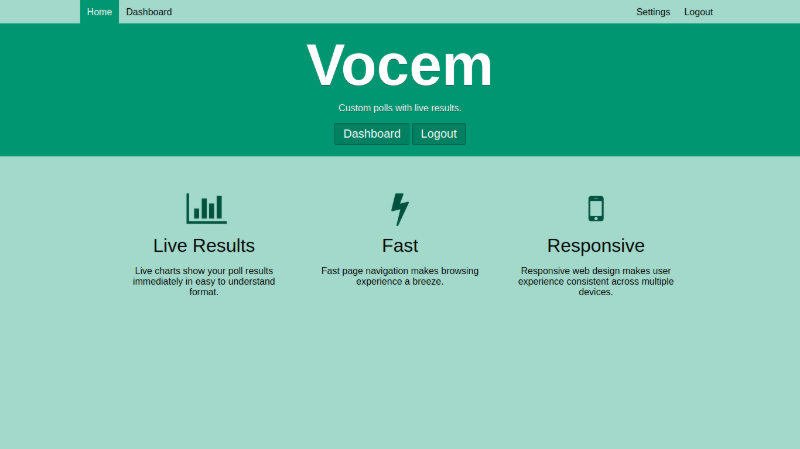 Home Dashboard Settings Logout
Vocem
Custom polls with live results.
Dashboard Logout
Live Results Fast Responsive
Live charts show your poll results Fast page navigation makes browsing Responsive web design makes user
immediately in easy to understand experience a breeze. experience consistent across multiple
format. devices.